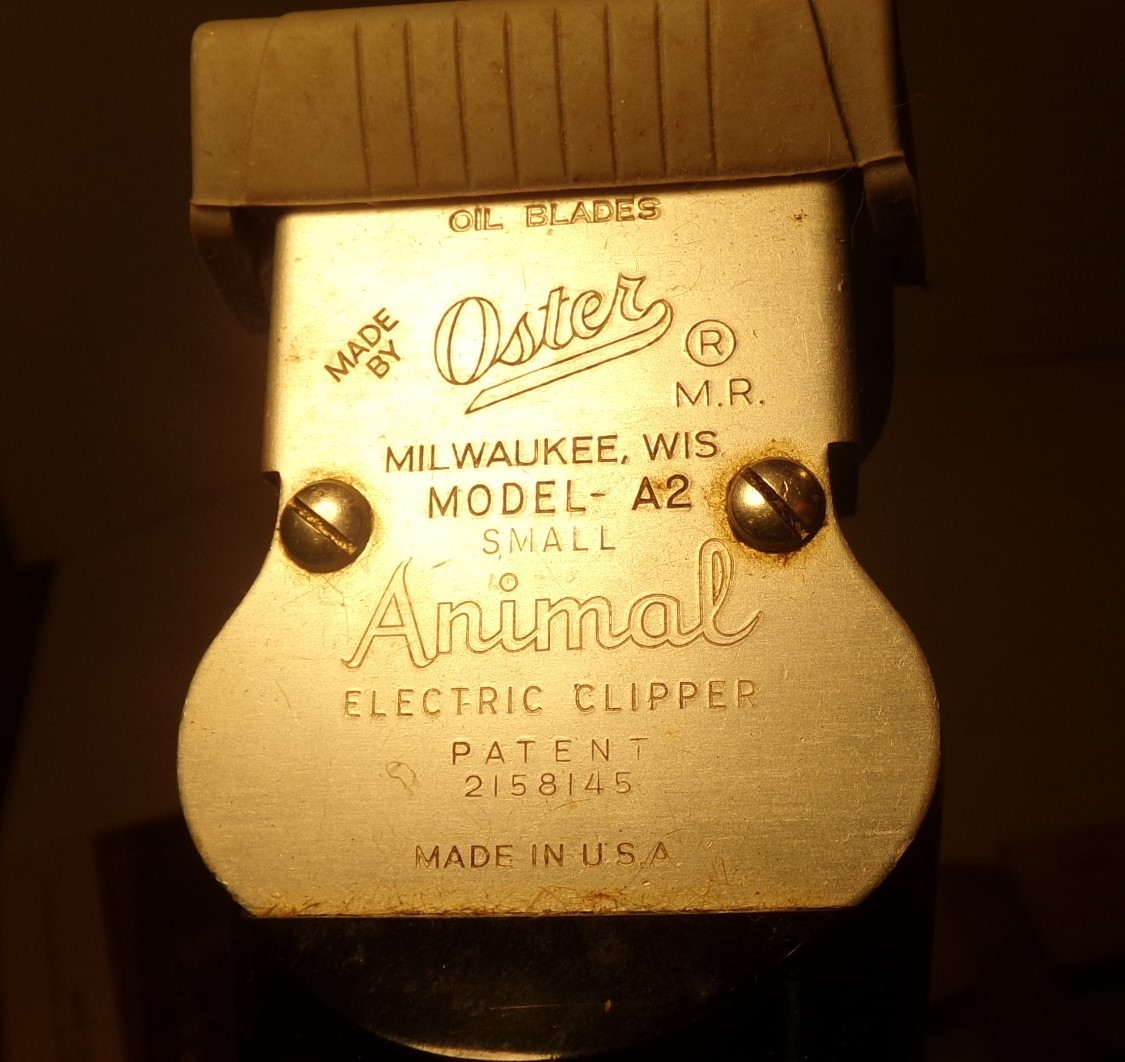 OIL BLADES
MADE
BY
Oster
®
M.R.
MILWAUKEE, WIS
MODEL- A2
SMALL
Animal
ELECTRIC CLIPPER
PATENT
2158145
MADE IN U.S.A